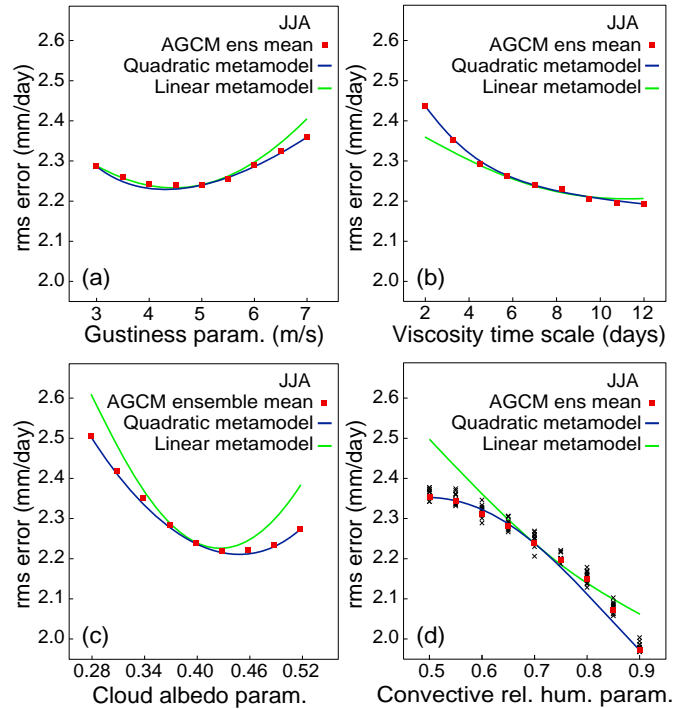 JJA
AGCM ens mean
Quadratic metamodel
Linear metamodel
2.6
2.5
2.4
2.3
2.2
2.1
2.0
rms error (mm/day)
(a)
3 4 5 6 7
Gustiness param. (m/s)
JJA
AGCM ens mean
Quadratic metamodel
Linear metamodel
2.6
2.5
2.4
2.3
2.2
2.1
2.0
rms error (mm/day)
(b)
2 4 6 8 10 12
Viscosity time scale (days)
JJA
AGCM ensemble mean
Quadratic metamodel
Linear metamodel
2.6
2.5
2.4
2.3
2.2
2.1
2.0
rms error (mm/day)
(c)
0.28 0.34 0.40 0.46 0.52
Cloud albedo param.
JJA
AGCM ens mean
Quadratic metamodel
Linear metamodel
2.6
2.5
2.4
2.3
2.2
2.1
2.0
rms error (mm/day)
(d)
0.5 0.6 0.7 0.8 0.9
Convective rel. hum. param.